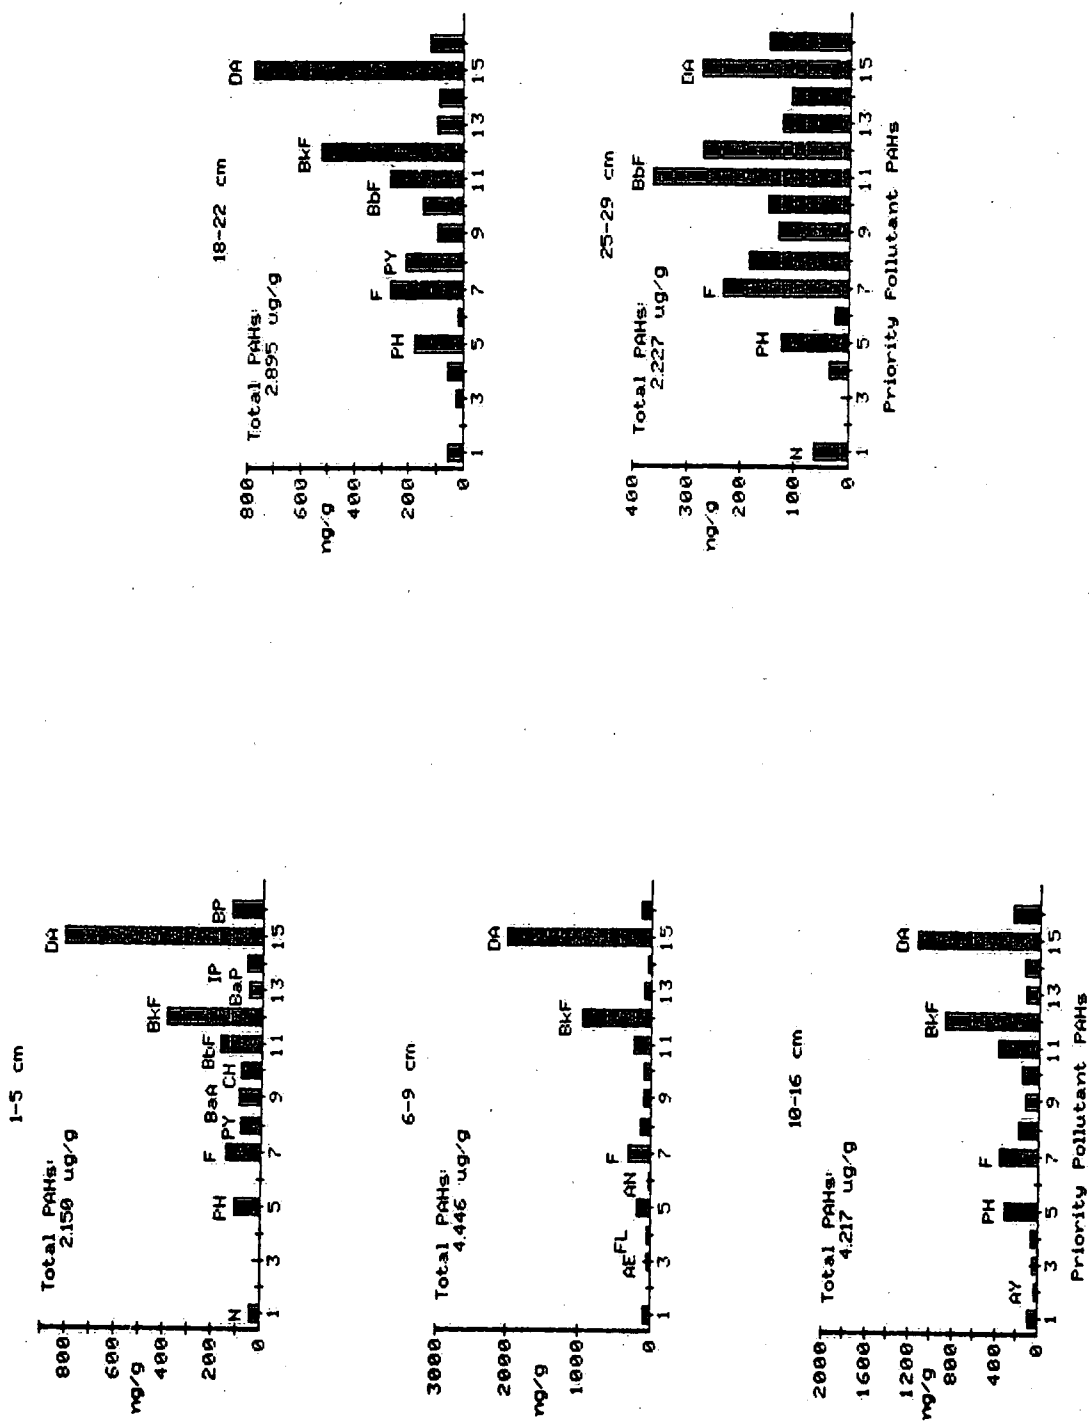 1-5 cm
Total PAHs:
2.150 ug/g
800
600
400
200
0
ng/g
N
PH
F
PY
BaA
CH
BbF
BkF
BaP
IP
DA
BP
1 3 5 7 9 11 13 15
6-9 cm
Total PAHs:
4.446 ug/g
3000
2000
1000
0
ng/g
AE
FL
AN
F
BkF
DA
1 3 5 7 9 11 13 15
10-16 cm
Total PAHs:
4.217 ug/g
2000
1600
1200
800
400
0
ng/g
AY
PH
F
BkF
DA
1 3 5 7 9 11 13 15
Priority Pollutant PAHs
18-22 cm
Total PAHs:
2.895 ug/g
800
600
400
200
0
ng/g
PH
F
PY
BbF
BkF
DA
1 3 5 7 9 11 13 15
25-29 cm
Total PAHs:
2.227 ug/g
400
300
200
100
0
ng/g
N
PH
F
BbF
DA
1 3 5 7 9 11 13 15
Priority Pollutant PAHs